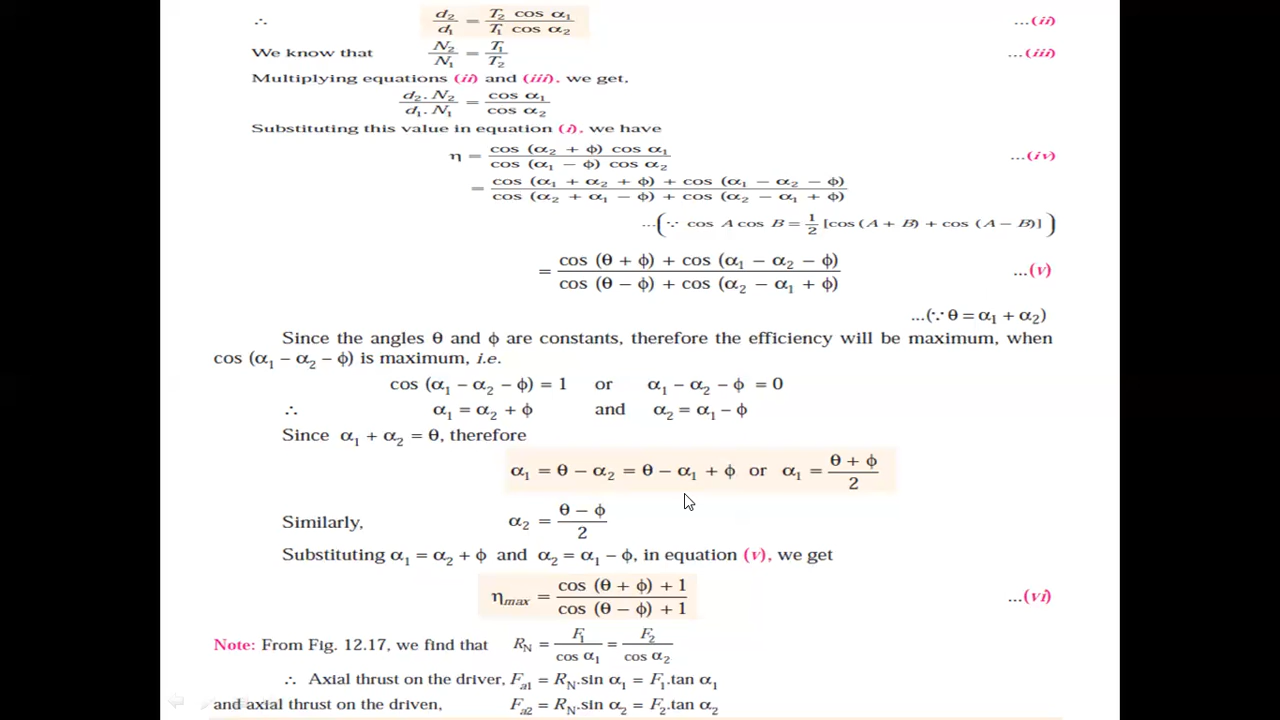 ∴ d₂/d₁ = T₂ cos α₁ / T₁ cos α₂ ...(ii)
We know that N₂/N₁ = T₁/T₂ ...(iii)
Multiplying equations (ii) and (iii), we get,
d₂.N₂ / d₁.N₁ = cos α₁ / cos α₂
Substituting this value in equation (i), we have
η = cos (α₂ + ϕ) cos α₁ / cos (α₁ − ϕ) cos α₂ ...(iv)
= cos (α₁ + α₂ + ϕ) + cos (α₁ − α₂ − ϕ) / cos (α₂ + α₁ − ϕ) + cos (α₂ − α₁ + ϕ)
...(∵ cos A cos B = 1/2 [cos (A + B) + cos (A − B)])
= cos (θ + ϕ) + cos (α₁ − α₂ − ϕ) / cos (θ − ϕ) + cos (α₂ − α₁ + ϕ) ...(v)
...(∵ θ = α₁ + α₂)
Since the angles θ and ϕ are constants, therefore the efficiency will be maximum, when
cos (α₁ − α₂ − ϕ) is maximum, i.e.
cos (α₁ − α₂ − ϕ) = 1 or α₁ − α₂ − ϕ = 0
∴ α₁ = α₂ + ϕ and α₂ = α₁ − ϕ
Since α₁ + α₂ = θ, therefore
α₁ = θ − α₂ = θ − α₁ + ϕ or α₁ = θ + ϕ / 2
Similarly, α₂ = θ − ϕ / 2
Substituting α₁ = α₂ + ϕ and α₂ = α₁ − ϕ, in equation (v), we get
ηmax = cos (θ + ϕ) + 1 / cos (θ − ϕ) + 1 ...(vi)
Note: From Fig. 12.17, we find that R_N = F₁ / cos α₁ = F₂ / cos α₂
∴ Axial thrust on the driver, Fa1 = R_N.sin α₁ = F₁.tan α₁
and axial thrust on the driven, Fa2 = R_N.sin α₂ = F₂.tan α₂